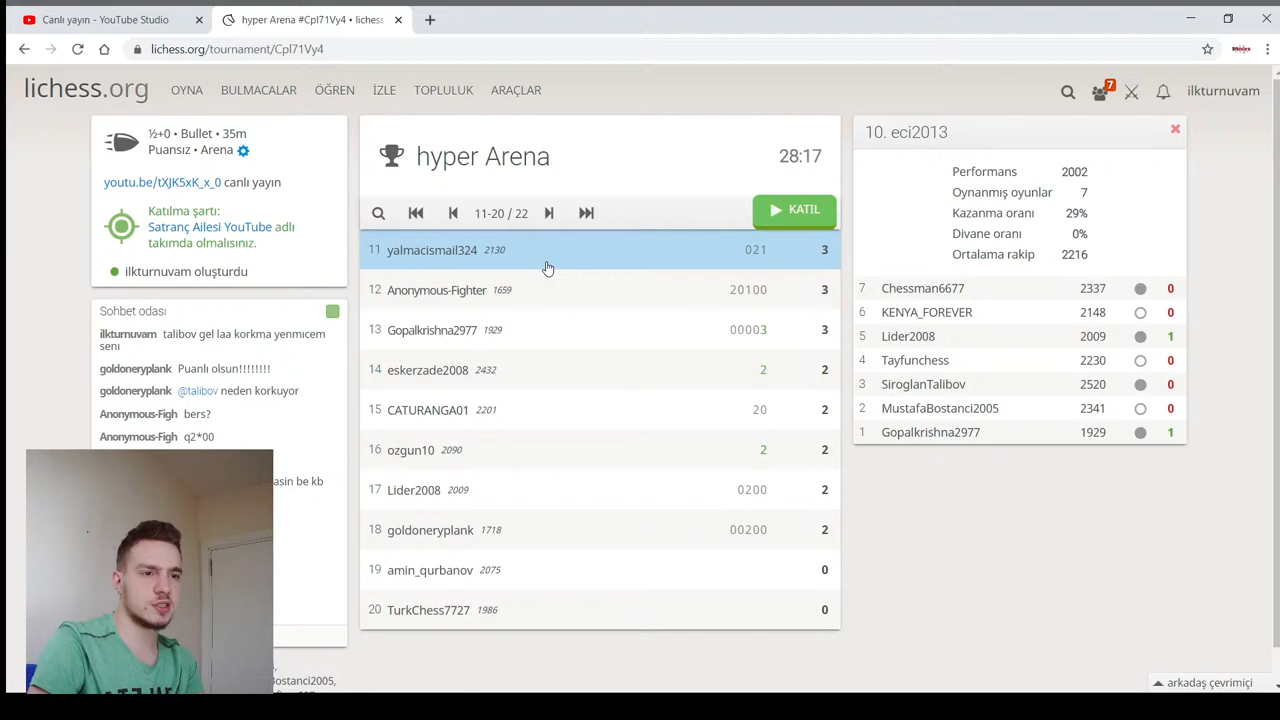 Canlı yayın - YouTube Studio
hyper Arena #Cpl71Vy4 • lichess
lichess.org/tournament/Cpl71Vy4
lichess.org OYNA BULMACALAR ÖĞREN İZLE TOPLULUK ARAÇLAR 7 ilkturnuvam
½+0 • Bullet • 35m
Puansız • Arena
youtu.be/tXJK5xK_x_0 canlı yayın
Katılma şartı:
Satranç Ailesi YouTube adlı
takımda olmalısınız.
ilkturnuvam oluşturdu
Sohbet odası
ilkturnuvam talibov gel laa korkma yenmıcem
seni
goldoneryplank Puanlı olsun!!!!!!!!
goldoneryplank @talibov neden korkuyor
Anonymous-Figh bers?
Anonymous-Figh q2*00
asin be kb
Bostanci2005,
hyper Arena 28:17
11-20 / 22 KATIL
11 yalmacismail324 2130 021 3
12 Anonymous-Fighter 1659 20100 3
13 Gopalkrishna2977 1929 00003 3
14 eskerzade2008 2432 2 2
15 CATURANGA01 2201 20 2
16 ozgun10 2090 2 2
17 Lider2008 2009 0200 2
18 goldoneryplank 1718 00200 2
19 amin_qurbanov 2075 0
20 TurkChess7727 1986 0
10. eci2013
Performans 2002
Oynanmış oyunlar 7
Kazanma oranı 29%
Divane oranı 0%
Ortalama rakip 2216
7 Chessman6677 2337 0
6 KENYA_FOREVER 2148 0
5 Lider2008 2009 1
4 Tayfunchess 2230 0
3 SiroglanTalibov 2520 0
2 MustafaBostanci2005 2341 0
1 Gopalkrishna2977 1929 1
arkadaş çevrimiçi